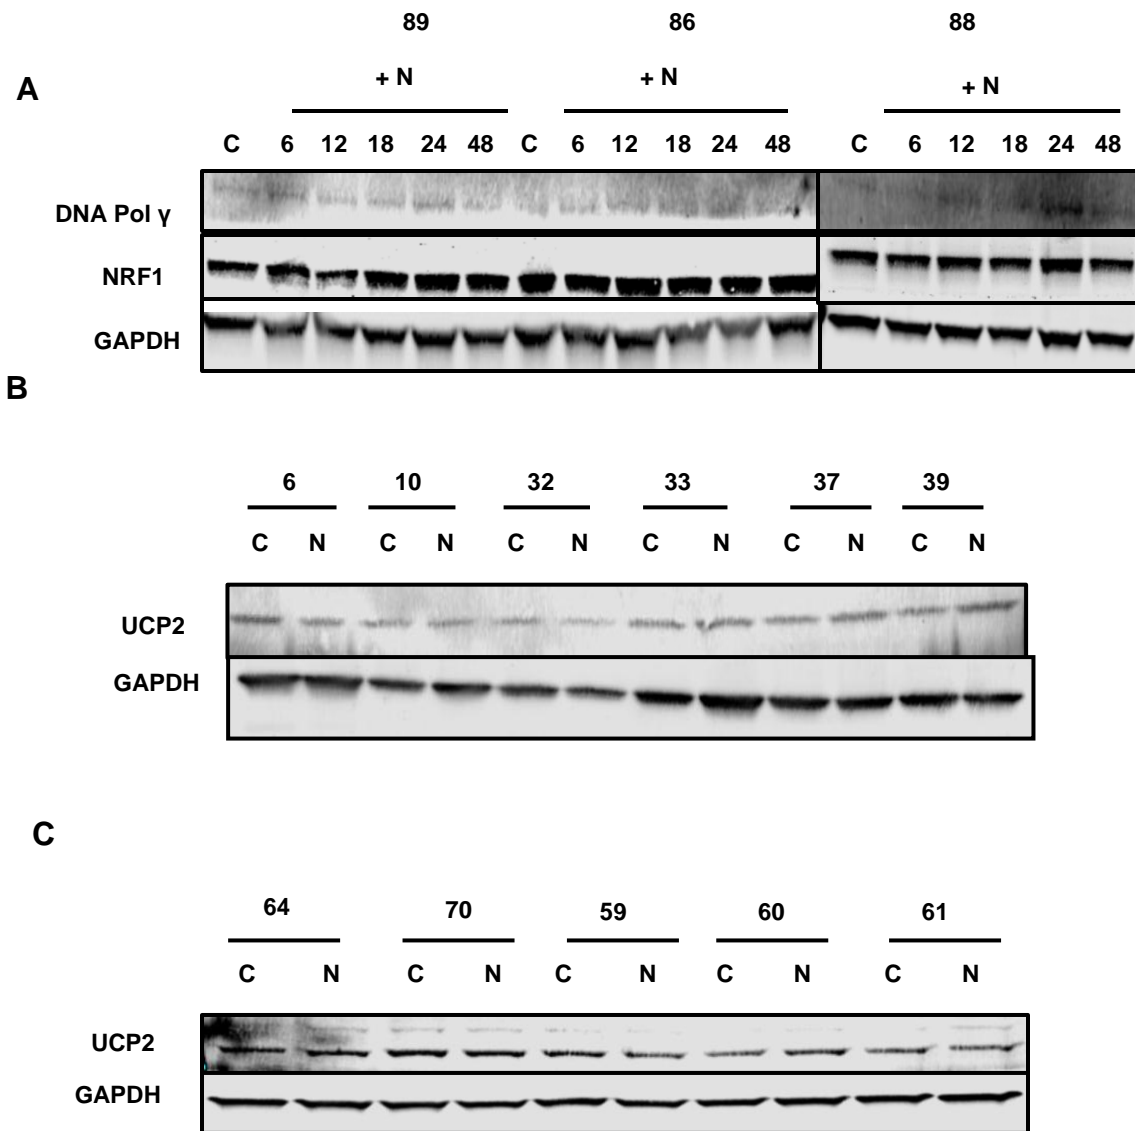 89 86 88
+ N + N + N
A
C 6 12 18 24 48 C 6 12 18 24 48 C 6 12 18 24 48
DNA Pol γ
NRF1
GAPDH
B
6 10 32 33 37 39
C N C N C N C N C N C N
UCP2
GAPDH
C
64 70 59 60 61
C N C N C N C N C N
UCP2
GAPDH